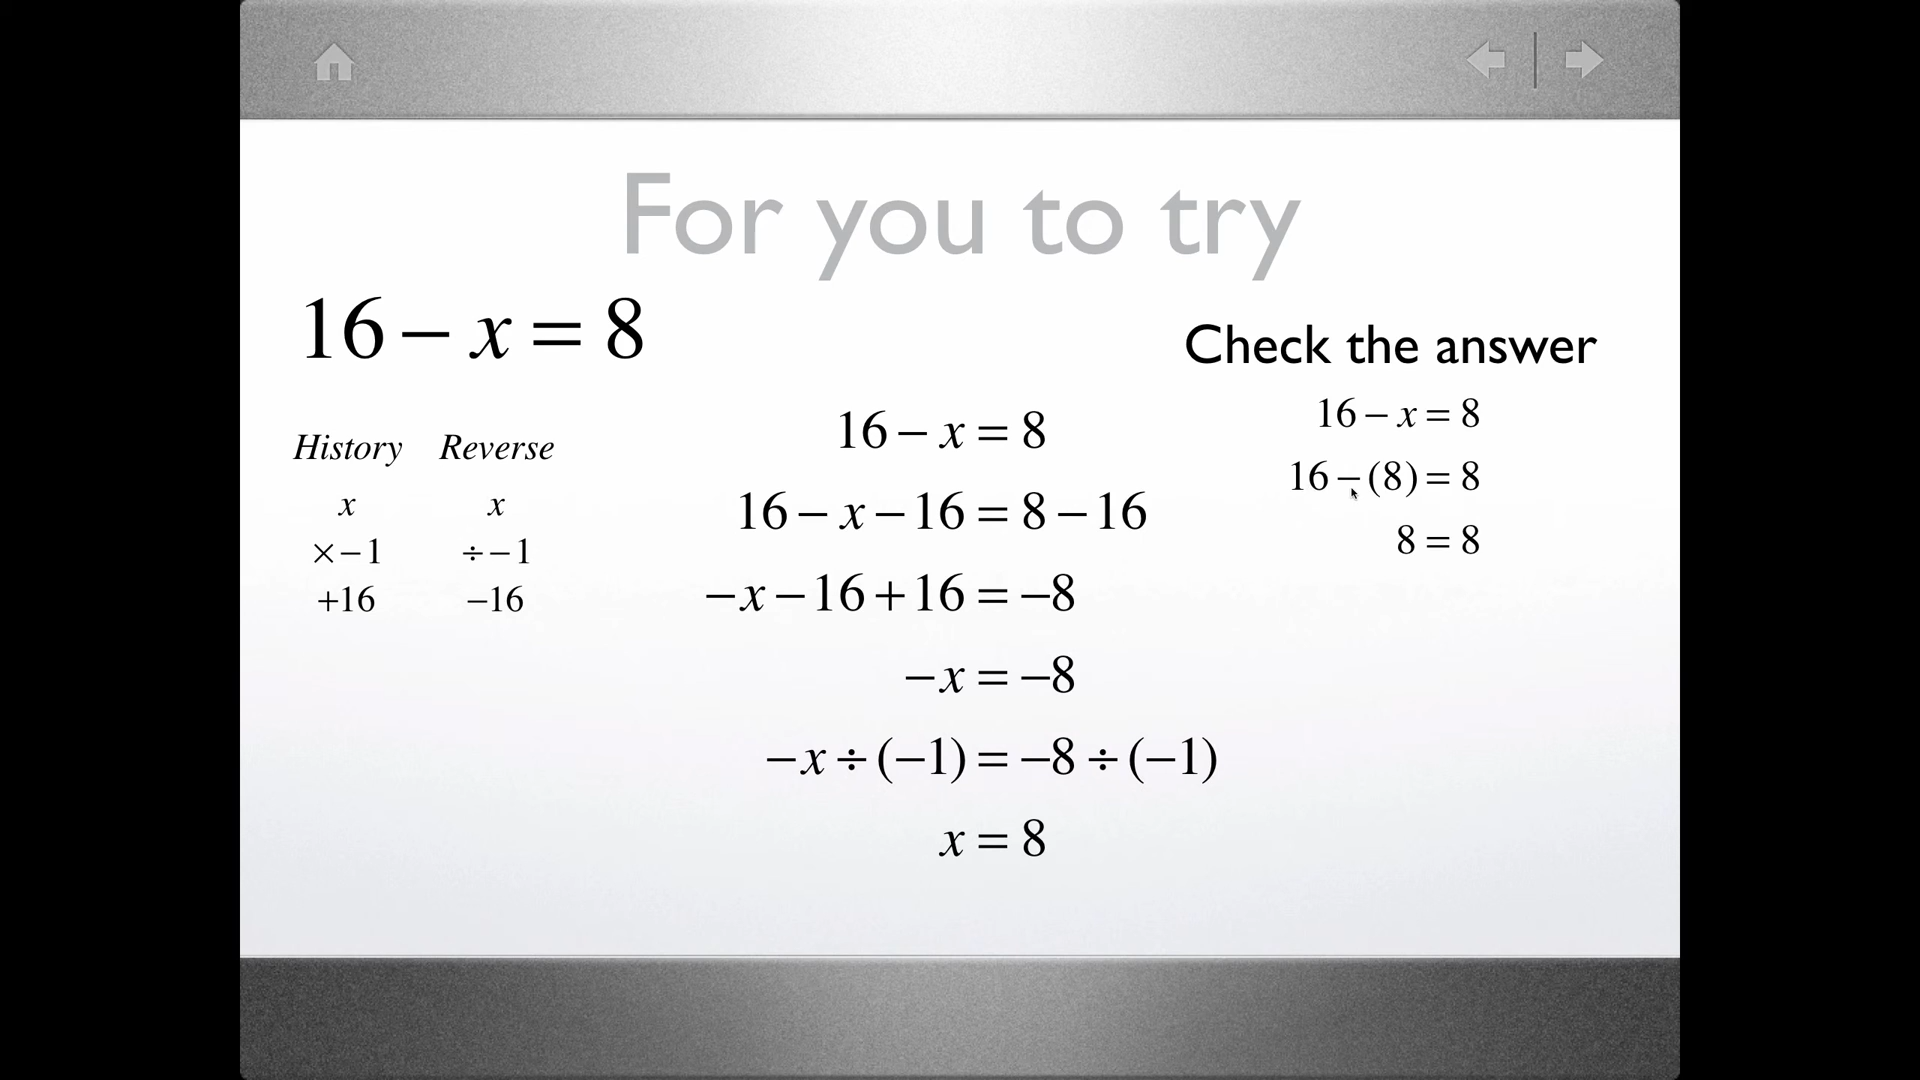 For you to try
16 − x = 8
History Reverse
x x
×−1 ÷−1
+16 −16
16 − x = 8
16 − x − 16 = 8 − 16
−x − 16 + 16 = −8
−x = −8
−x ÷ (−1) = −8 ÷ (−1)
x = 8
Check the answer
16 − x = 8
16 − (8) = 8
8 = 8